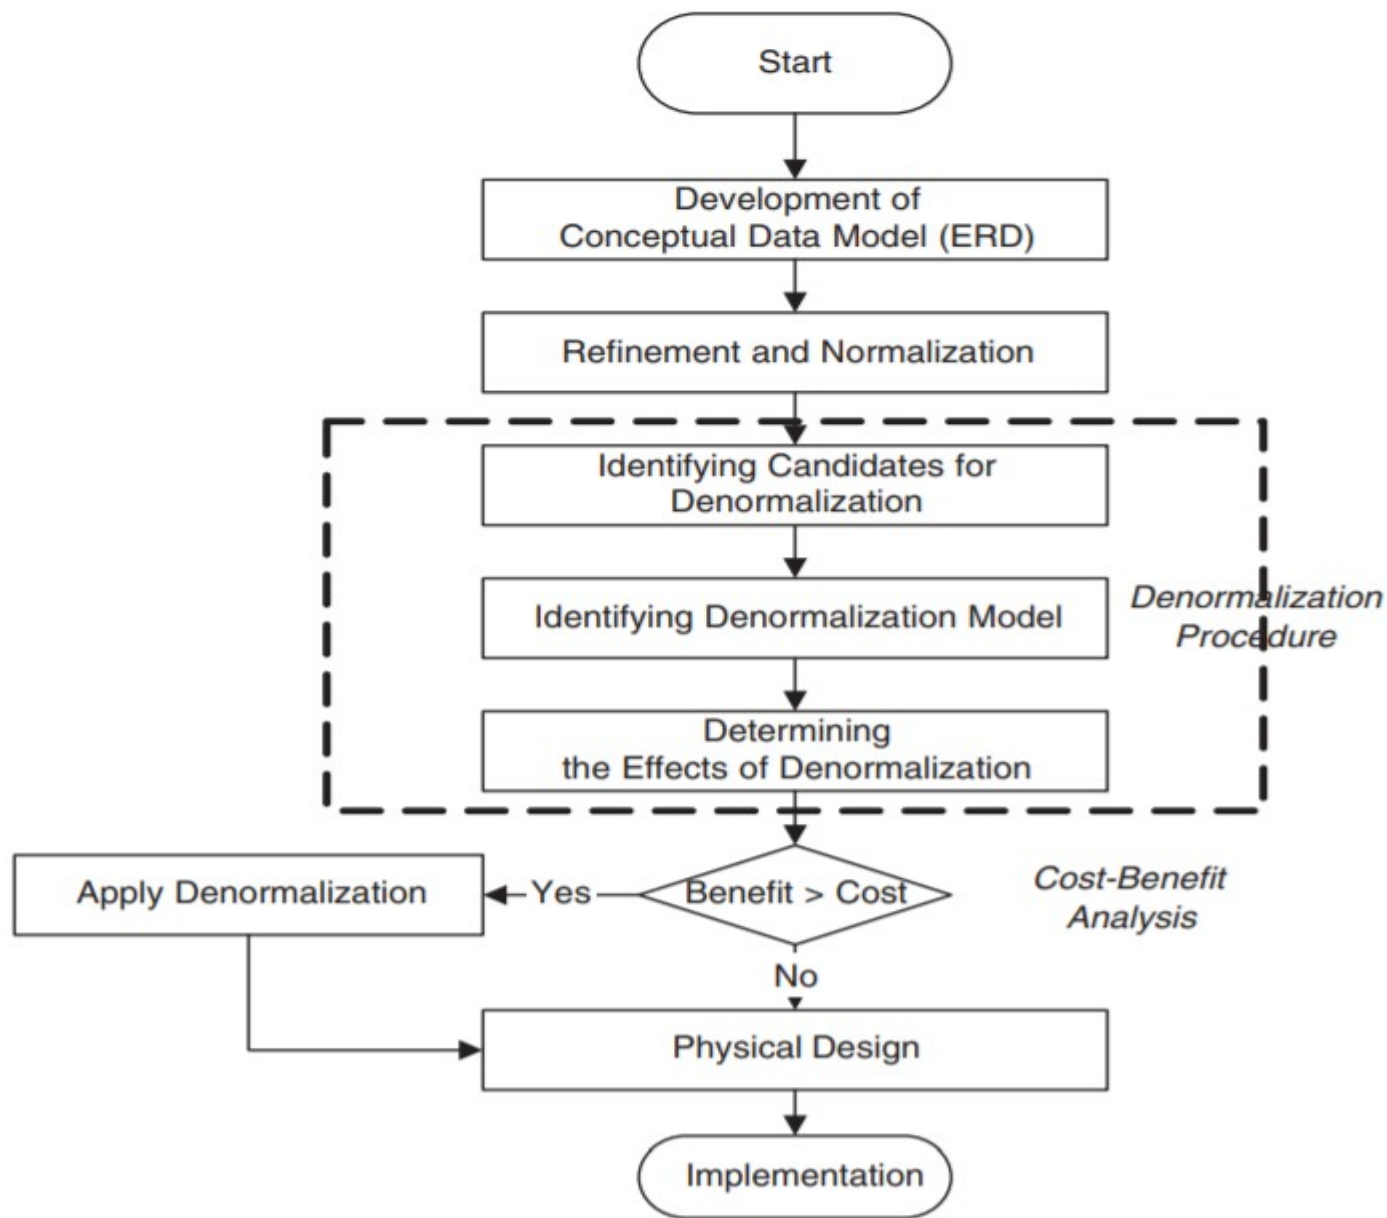 Start
Development of
Conceptual Data Model (ERD)
Refinement and Normalization
Identifying Candidates for
Denormalization
Identifying Denormalization Model
Denormalization
Procedure
Determining
the Effects of Denormalization
Apply Denormalization
Yes
Benefit > Cost
Cost-Benefit
Analysis
No
Physical Design
Implementation